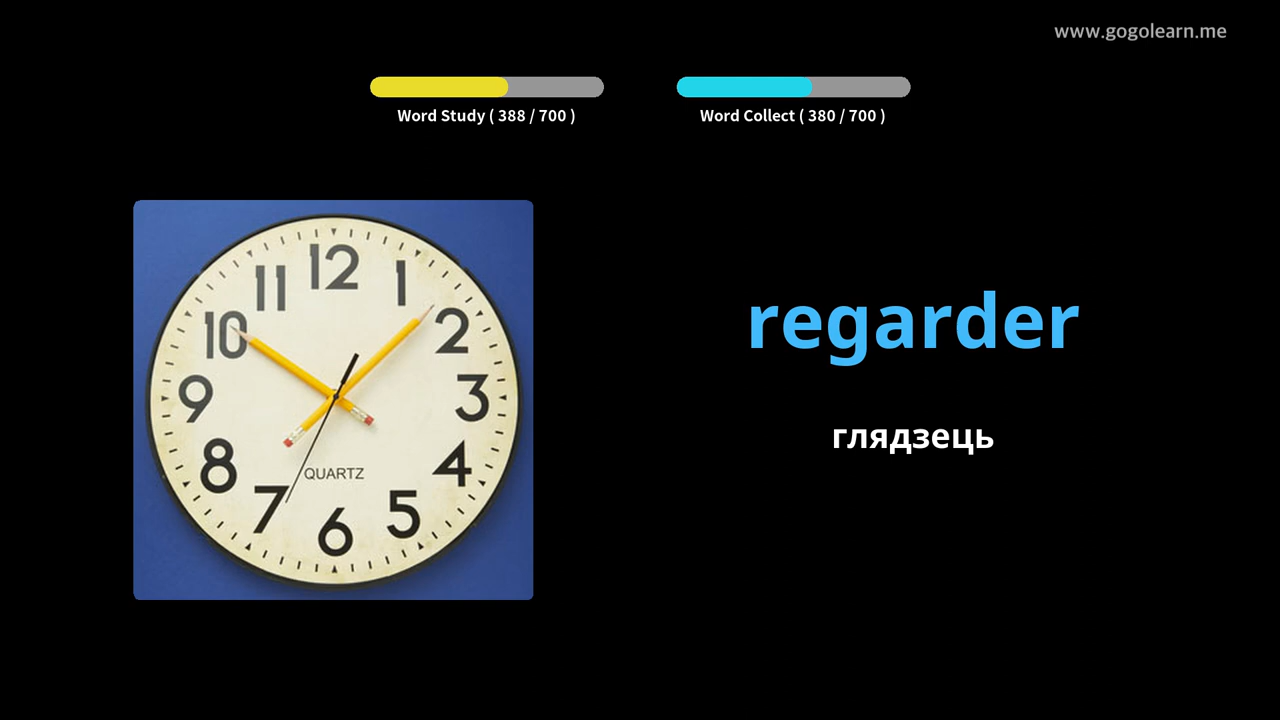 www.gogolearn.me
Word Study ( 388 / 700 )
Word Collect ( 380 / 700 )
12
11
1
10
2
9
3
8
4
QUARTZ
7
5
6
regarder
глядзець